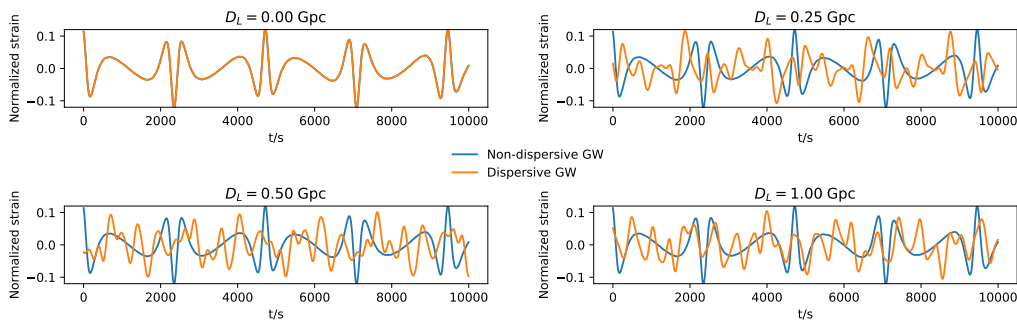 D_L = 0.00 Gpc
Normalized strain
0.1
0.0
−0.1
0 2000 4000 6000 8000 10000
t/s
D_L = 0.25 Gpc
Normalized strain
0.1
0.0
−0.1
0 2000 4000 6000 8000 10000
t/s
Non-dispersive GW
Dispersive GW
D_L = 0.50 Gpc
Normalized strain
0.1
0.0
−0.1
0 2000 4000 6000 8000 10000
t/s
D_L = 1.00 Gpc
Normalized strain
0.1
0.0
−0.1
0 2000 4000 6000 8000 10000
t/s